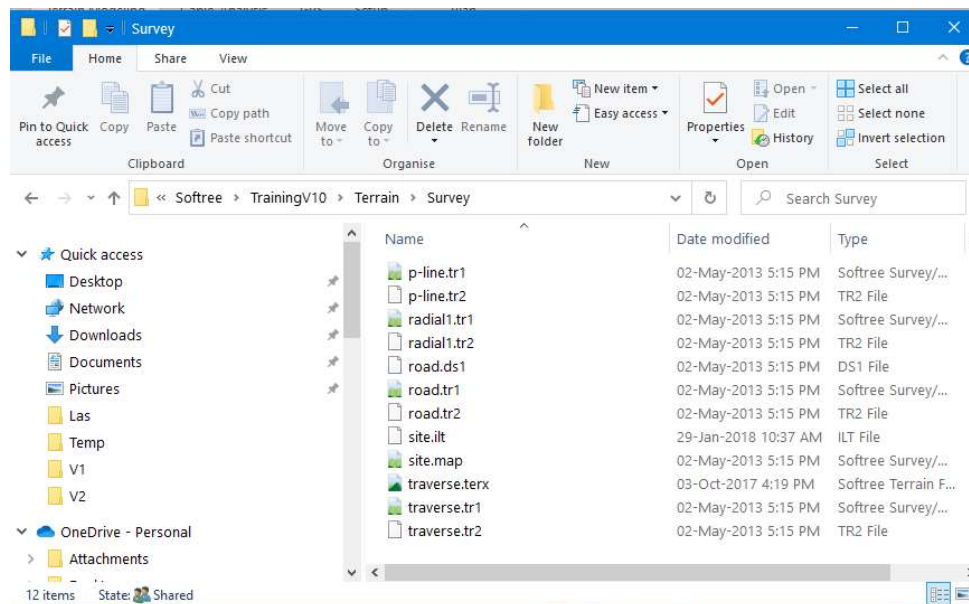 Survey
File Home Share View
Pin to Quick access
Copy
Paste
Cut
Copy path
Paste shortcut
Clipboard
Move to
Copy to
Delete
Rename
Organise
New folder
New item
Easy access
New
Properties
Open
Edit
History
Open
Select all
Select none
Invert selection
Select
« Softree > TrainingV10 > Terrain > Survey
Search Survey
Quick access
Desktop
Network
Downloads
Documents
Pictures
Las
Temp
V1
V2
OneDrive - Personal
Attachments
Name Date modified Type
p-line.tr1 02-May-2013 5:15 PM Softree Survey/...
p-line.tr2 02-May-2013 5:15 PM TR2 File
radial1.tr1 02-May-2013 5:15 PM Softree Survey/...
radial1.tr2 02-May-2013 5:15 PM TR2 File
road.ds1 02-May-2013 5:15 PM DS1 File
road.tr1 02-May-2013 5:15 PM Softree Survey/...
road.tr2 02-May-2013 5:15 PM TR2 File
site.ilt 29-Jan-2018 10:37 AM ILT File
site.map 02-May-2013 5:15 PM Softree Survey/...
traverse.terx 03-Oct-2017 4:19 PM Softree Terrain F...
traverse.tr1 02-May-2013 5:15 PM Softree Survey/...
traverse.tr2 02-May-2013 5:15 PM TR2 File
12 items State: Shared